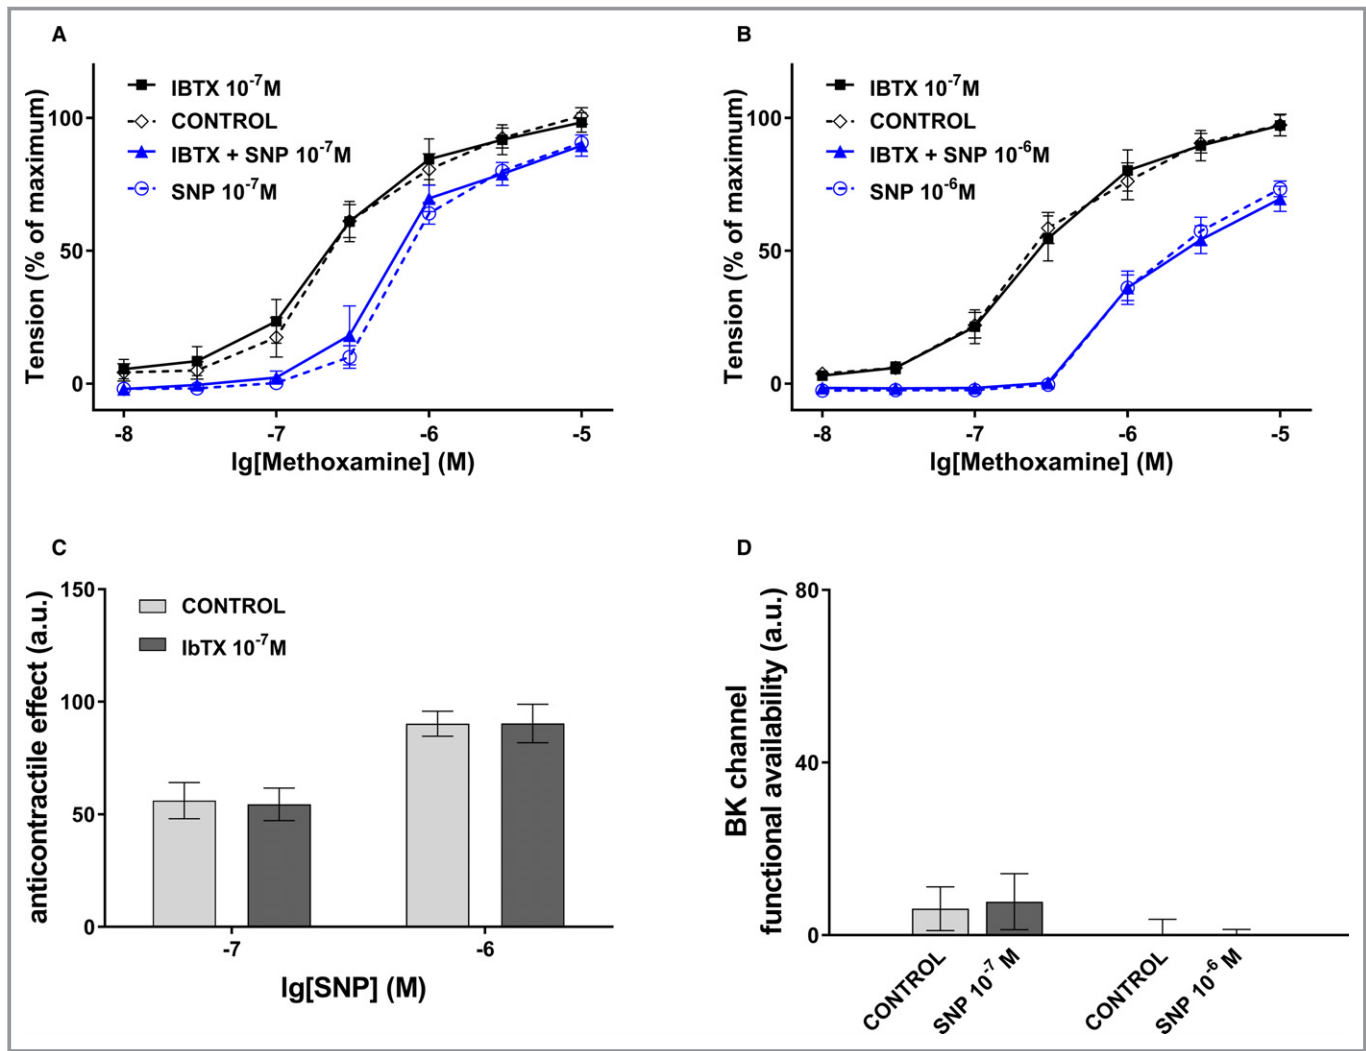 A
Tension (% of maximum)
IBTX 10⁻⁷M
CONTROL
IBTX + SNP 10⁻⁷M
SNP 10⁻⁷M
100
50
0
-8 -7 -6 -5
lg[Methoxamine] (M)
B
Tension (% of maximum)
IBTX 10⁻⁷M
CONTROL
IBTX + SNP 10⁻⁶M
SNP 10⁻⁶M
100
50
0
-8 -7 -6 -5
lg[Methoxamine] (M)
C
anticontractile effect (a.u.)
150
100
50
0
CONTROL
IbTX 10⁻⁷M
-7 -6
lg[SNP] (M)
D
BK channel
functional availability (a.u.)
80
40
0
CONTROL
SNP 10⁻⁷ M
CONTROL
SNP 10⁻⁶ M